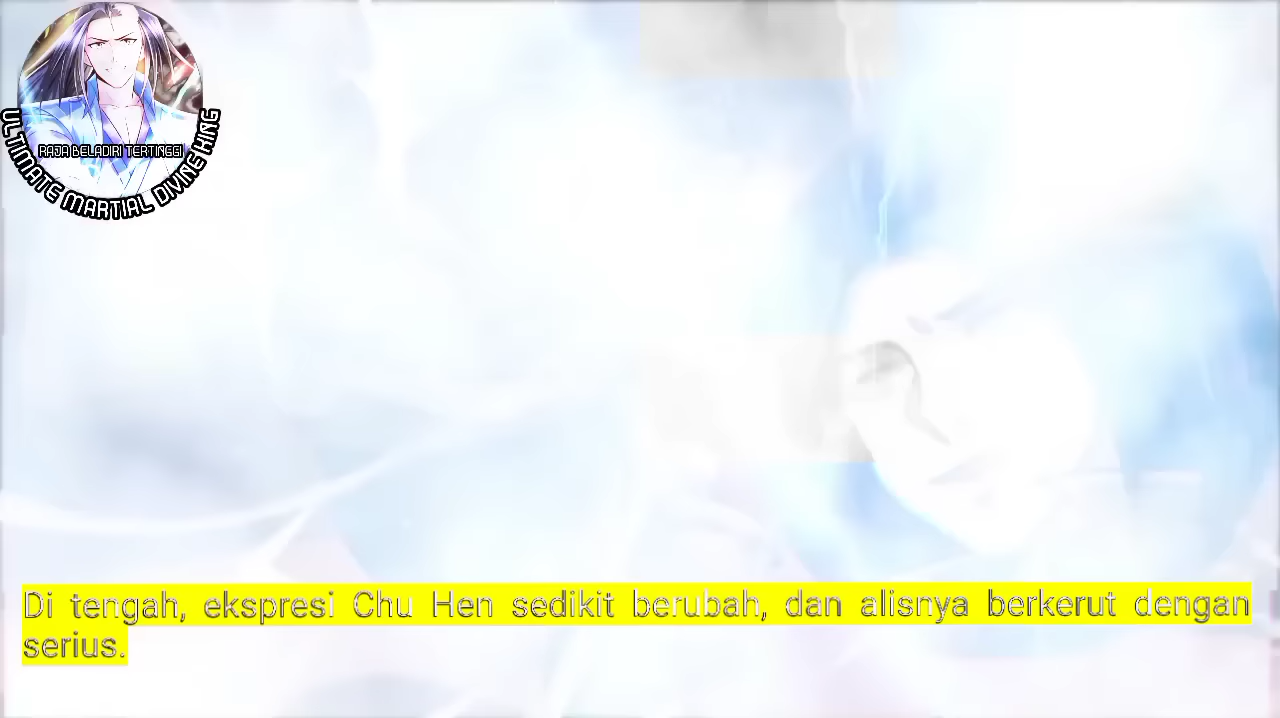 RAJA BELADIRI TERTINGGI
ULTIMATE MARTIAL DIVINE KING
Di tengah, ekspresi Chu Hen sedikit berubah, dan alisnya berkerut dengan
serius.